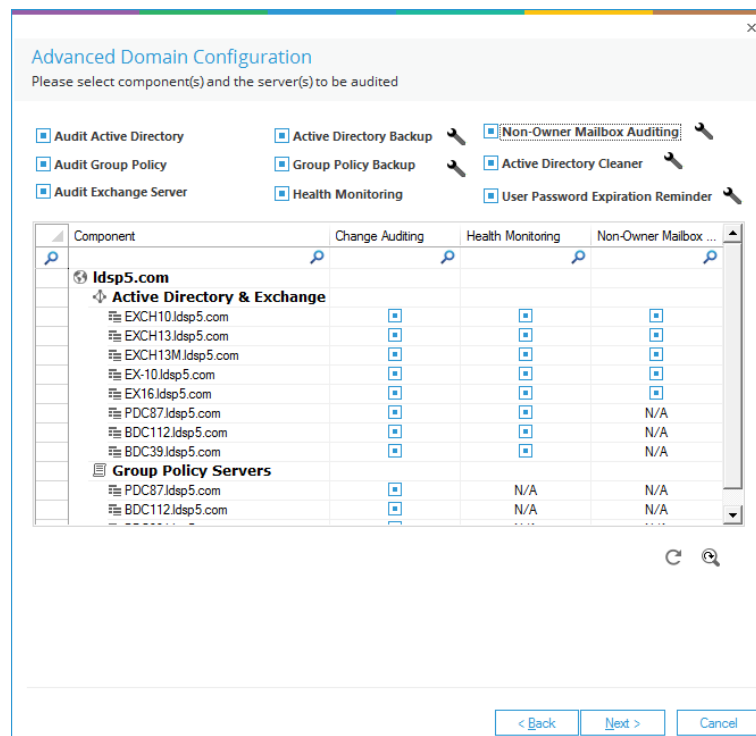 Advanced Domain Configuration
Please select component(s) and the server(s) to be audited
Audit Active Directory Active Directory Backup Non-Owner Mailbox Auditing
Audit Group Policy Group Policy Backup Active Directory Cleaner
Audit Exchange Server Health Monitoring User Password Expiration Reminder
Component Change Auditing Health Monitoring Non-Owner Mailbox ...
ldsp5.com
Active Directory & Exchange
EXCH10.ldsp5.com
EXCH13.ldsp5.com
EXCH13M.ldsp5.com
EX-10.ldsp5.com
EX16.ldsp5.com
PDC87.ldsp5.com N/A
BDC112.ldsp5.com N/A
BDC39.ldsp5.com N/A
Group Policy Servers
PDC87.ldsp5.com N/A N/A
BDC112.ldsp5.com N/A N/A
< Back Next > Cancel